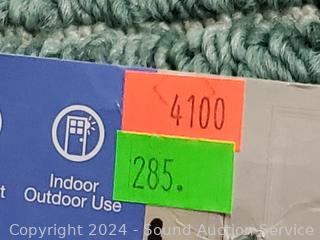 4100
285.
Indoor
Outdoor Use
Copyright © 2024 - Sound Auction Service